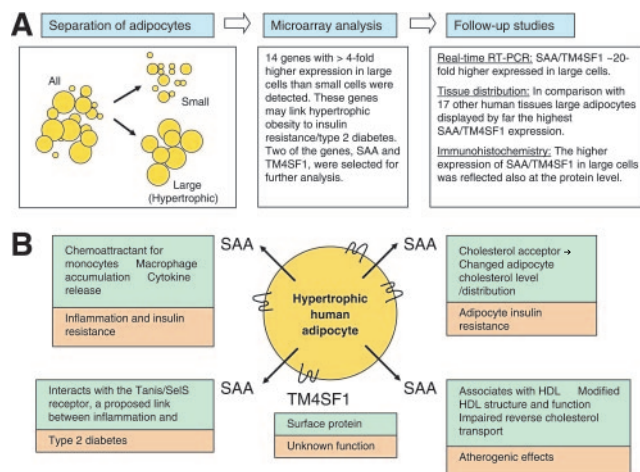 A
Separation of adipocytes
Microarray analysis
Follow-up studies
All
Small
Large
(Hypertrophic)
14 genes with > 4-fold
higher expression in large
cells than small cells were
detected. These genes
may link hypertrophic
obesity to insulin
resistance/type 2 diabetes.
Two of the genes, SAA and
TM4SF1, were selected for
further analysis.
Real-time RT-PCR: SAA/TM4SF1 ~20-
fold higher expressed in large cells.
Tissue distribution: In comparison with
17 other human tissues large adipocytes
displayed by far the highest
SAA/TM4SF1 expression.
Immunohistochemistry: The higher
expression of SAA/TM4SF1 in large cells
was reflected also at the protein level.
B
Chemoattractant for
monocytes Macrophage
accumulation Cytokine
release
Inflammation and insulin
resistance
SAA
SAA
Cholesterol acceptor →
Changed adipocyte
cholesterol level
/distribution
Adipocyte insulin
resistance
Hypertrophic
human
adipocyte
Interacts with the Tanis/SelS
receptor, a proposed link
between inflammation and
Type 2 diabetes
SAA
TM4SF1
Surface protein
Unknown function
SAA
Associates with HDL Modified
HDL structure and function
Impaired reverse cholesterol
transport
Atherogenic effects